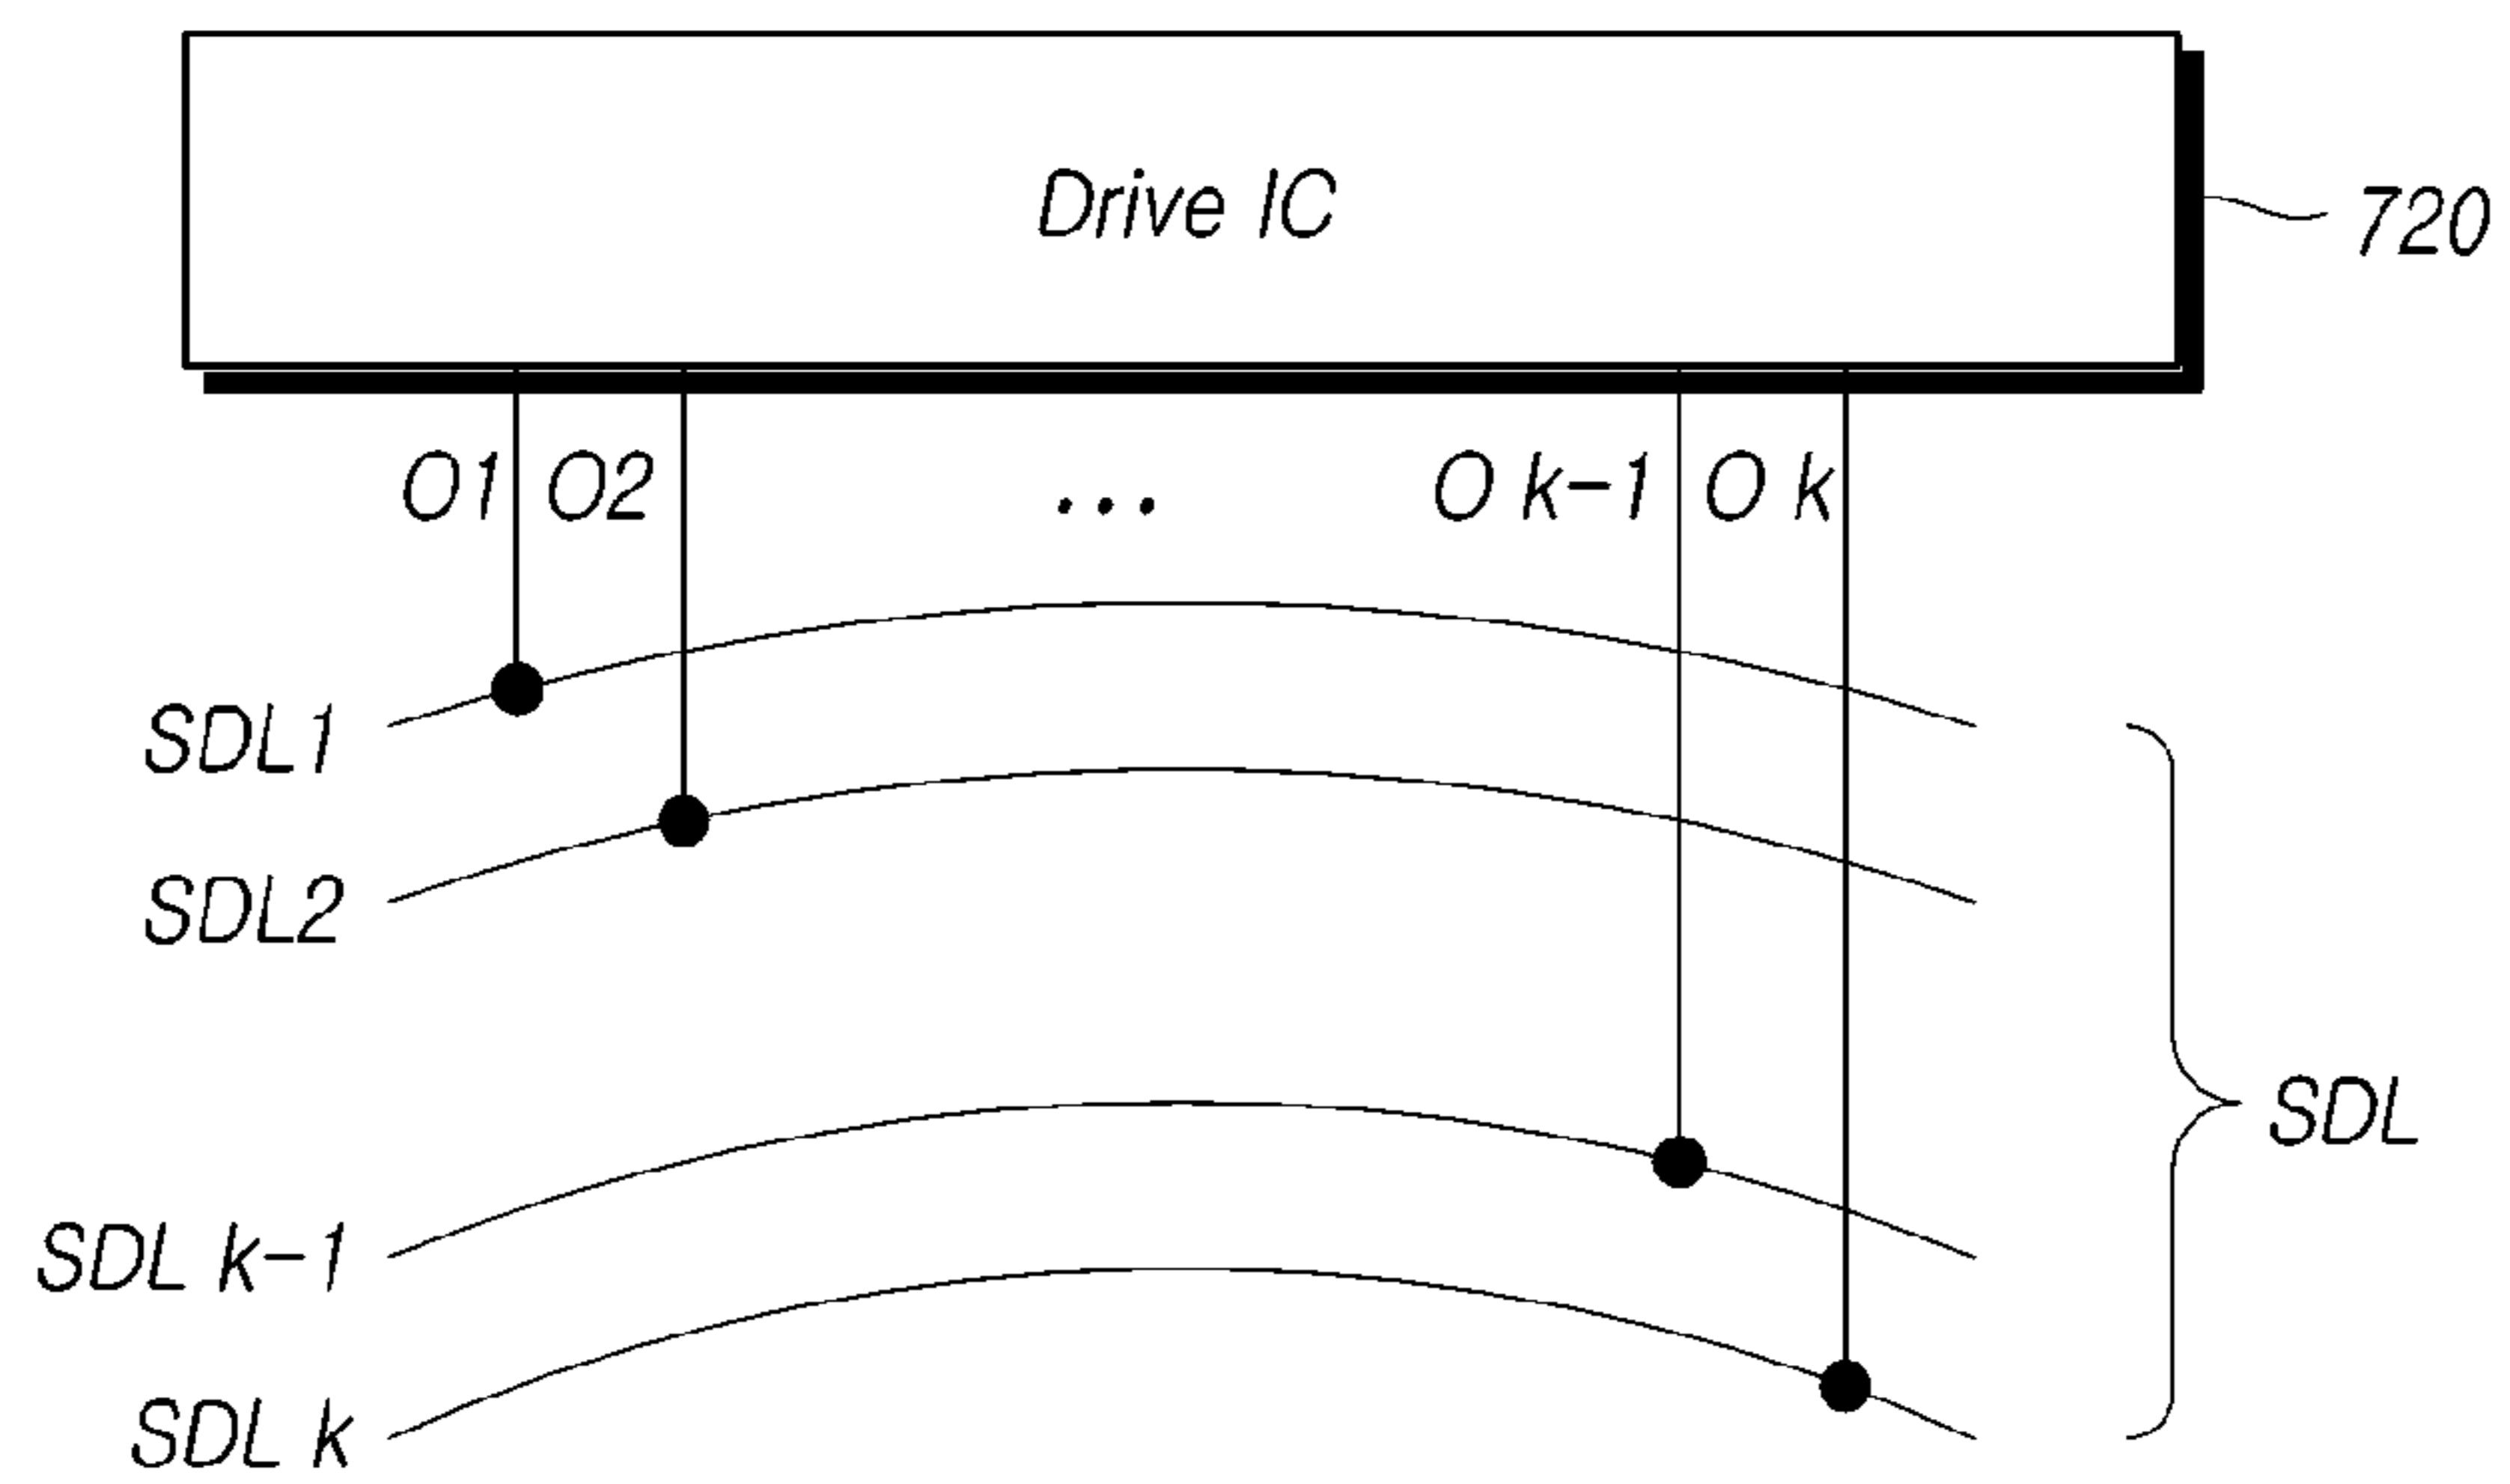 Drive IC
720
O1 O2 ... O k-1 O k
SDL1
SDL2
SDL
SDL k-1
SDL k